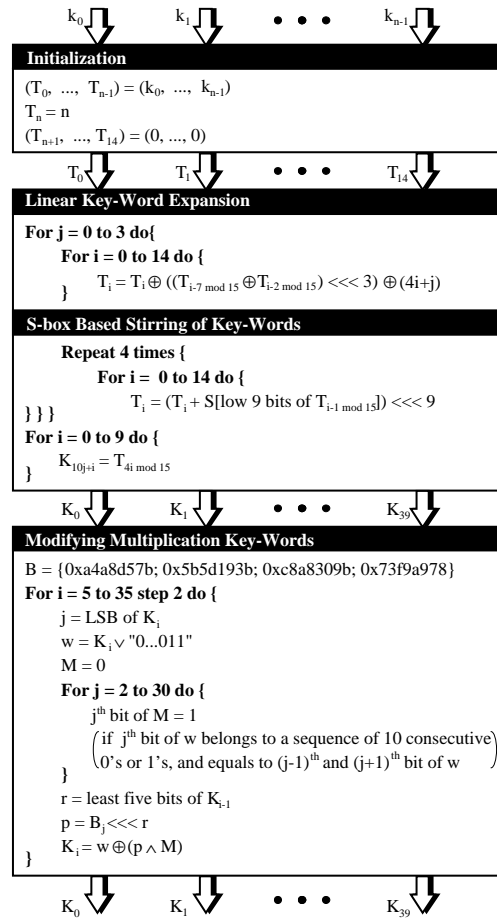 k₀ k₁ • • • kₙ₋₁
Initialization
(T₀, ..., Tₙ₋₁) = (k₀, ..., kₙ₋₁)
Tₙ = n
(Tₙ₊₁, ..., T₁₄) = (0, ..., 0)
T₀ T₁ • • • T₁₄
Linear Key-Word Expansion
For j = 0 to 3 do{
For i = 0 to 14 do {
Tᵢ = Tᵢ ⊕ ((T_{i-7 mod 15} ⊕ T_{i-2 mod 15}) <<< 3) ⊕ (4i+j)
}
S-box Based Stirring of Key-Words
Repeat 4 times {
For i = 0 to 14 do {
Tᵢ = (Tᵢ + S[low 9 bits of T_{i-1 mod 15}]) <<< 9
} } }
For i = 0 to 9 do {
K_{10j+i} = T_{4i mod 15}
}
K₀ K₁ • • • K₃₉
Modifying Multiplication Key-Words
B = {0xa4a8d57b; 0x5b5d193b; 0xc8a8309b; 0x73f9a978}
For i = 5 to 35 step 2 do {
j = LSB of Kᵢ
w = Kᵢ ∨ "0...011"
M = 0
For j = 2 to 30 do {
jᵗʰ bit of M = 1
(if jᵗʰ bit of w belongs to a sequence of 10 consecutive
0's or 1's, and equals to (j-1)ᵗʰ and (j+1)ᵗʰ bit of w)
}
r = least five bits of Kᵢ₋₁
p = Bⱼ <<< r
Kᵢ = w ⊕ (p ∧ M)
}
K₀ K₁ • • • K₃₉